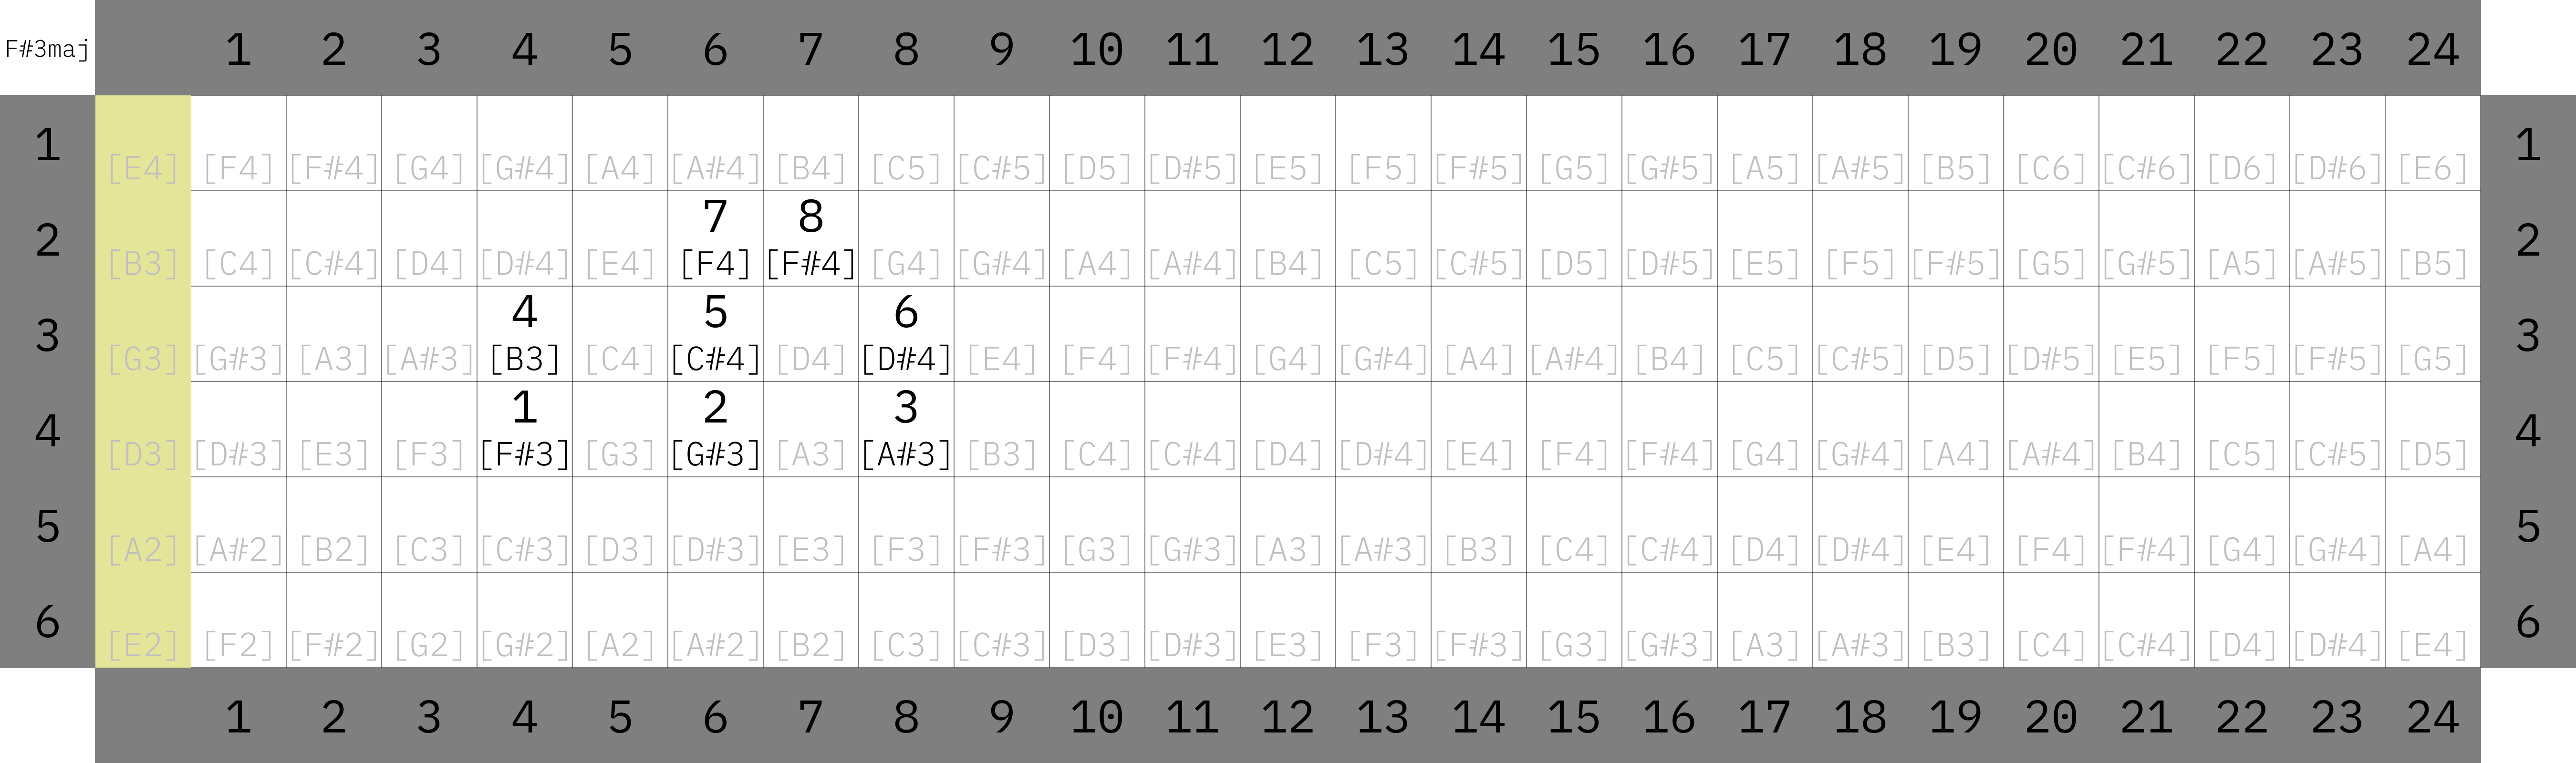 F#3maj 1 2 3 4 5 6 7 8 9 10 11 12 13 14 15 16 17 18 19 20 21 22 23 24
1 [E4] [F4] [F#4] [G4] [G#4] [A4] [A#4] [B4] [C5] [C#5] [D5] [D#5] [E5] [F5] [F#5] [G5] [G#5] [A5] [A#5] [B5] [C6] [C#6] [D6] [D#6] [E6] 1
7 8
2 [B3] [C4] [C#4] [D4] [D#4] [E4] [F4] [F#4] [G4] [G#4] [A4] [A#4] [B4] [C5] [C#5] [D5] [D#5] [E5] [F5] [F#5] [G5] [G#5] [A5] [A#5] [B5] 2
4 5 6
3 [G3] [G#3] [A3] [A#3] [B3] [C4] [C#4] [D4] [D#4] [E4] [F4] [F#4] [G4] [G#4] [A4] [A#4] [B4] [C5] [C#5] [D5] [D#5] [E5] [F5] [F#5] [G5] 3
1 2 3
4 [D3] [D#3] [E3] [F3] [F#3] [G3] [G#3] [A3] [A#3] [B3] [C4] [C#4] [D4] [D#4] [E4] [F4] [F#4] [G4] [G#4] [A4] [A#4] [B4] [C5] [C#5] [D5] 4
5 [A2] [A#2] [B2] [C3] [C#3] [D3] [D#3] [E3] [F3] [F#3] [G3] [G#3] [A3] [A#3] [B3] [C4] [C#4] [D4] [D#4] [E4] [F4] [F#4] [G4] [G#4] [A4] 5
6 [E2] [F2] [F#2] [G2] [G#2] [A2] [A#2] [B2] [C3] [C#3] [D3] [D#3] [E3] [F3] [F#3] [G3] [G#3] [A3] [A#3] [B3] [C4] [C#4] [D4] [D#4] [E4] 6
1 2 3 4 5 6 7 8 9 10 11 12 13 14 15 16 17 18 19 20 21 22 23 24